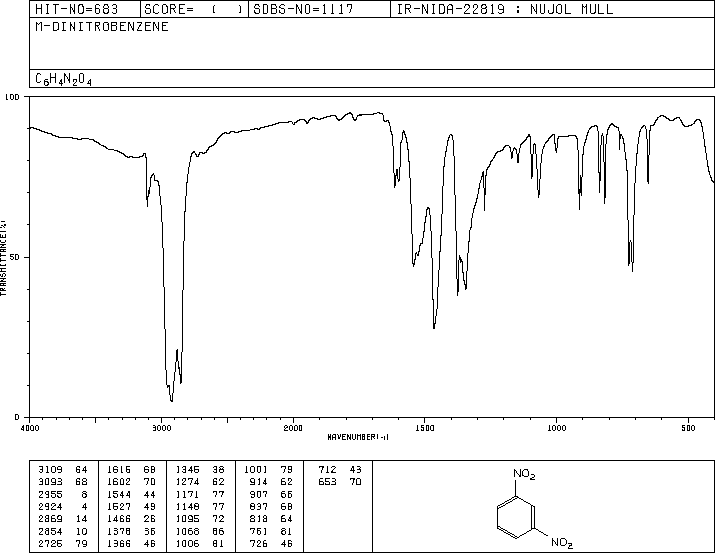 HIT-NO=683 SCORE= ( ) SDBS-NO=1117 IR-NIDA-22819 : NUJOL MULL
M-DINITROBENZENE
C6H4N2O4
100
50
0
TRANSMITTANCE(%)
4000 3000 2000 1500 1000 500
WAVENUMBER(-1)
3109 64 1616 68 1346 38 1001 79 712 43
3093 68 1602 70 1274 62 914 62 653 70
2955 8 1544 44 1171 77 907 66
2924 4 1527 49 1148 77 837 68
2869 14 1466 26 1095 72 818 64
2854 10 1378 36 1068 66 761 81
2725 79 1366 46 1006 81 726 46
NO2
NO2